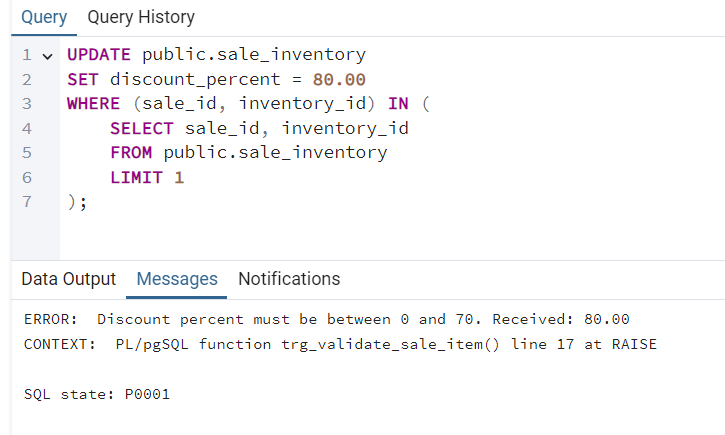 Query Query History
1 UPDATE public.sale_inventory
2 SET discount_percent = 80.00
3 WHERE (sale_id, inventory_id) IN (
4 SELECT sale_id, inventory_id
5 FROM public.sale_inventory
6 LIMIT 1
7 );
Data Output Messages Notifications
ERROR: Discount percent must be between 0 and 70. Received: 80.00
CONTEXT: PL/pgSQL function trg_validate_sale_item() line 17 at RAISE
SQL state: P0001